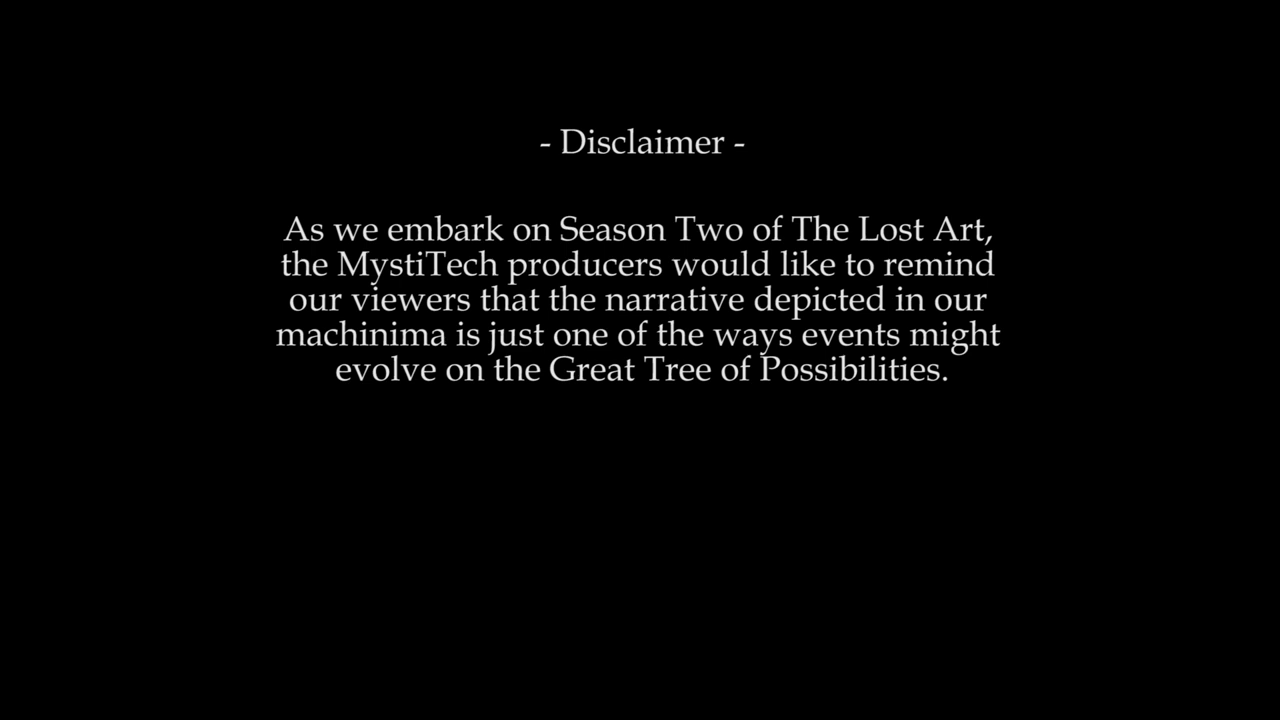 - Disclaimer -
As we embark on Season Two of The Lost Art,
the MystiTech producers would like to remind
our viewers that the narrative depicted in our
machinima is just one of the ways events might
evolve on the Great Tree of Possibilities.